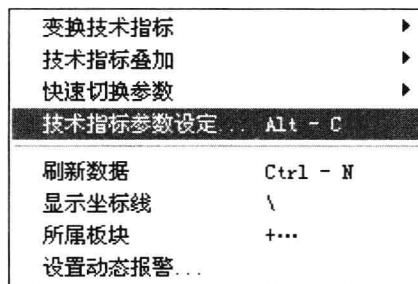 变换技术指标
技术指标叠加
快速切换参数
技术指标参数设定... Alt - C
刷新数据 Ctrl - N
显示坐标线 \
所属板块 +···
设置动态报警...